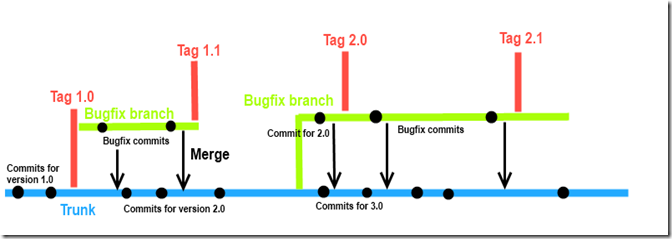 Tag 1.0
Bugfix branch
Tag 1.1
Bugfix commits
Merge
Commits for
version 1.0
Trunk
Commits for version 2.0
Bugfix branch
Tag 2.0
Tag 2.1
Commit for 2.0
Bugfix commits
Commits for 3.0